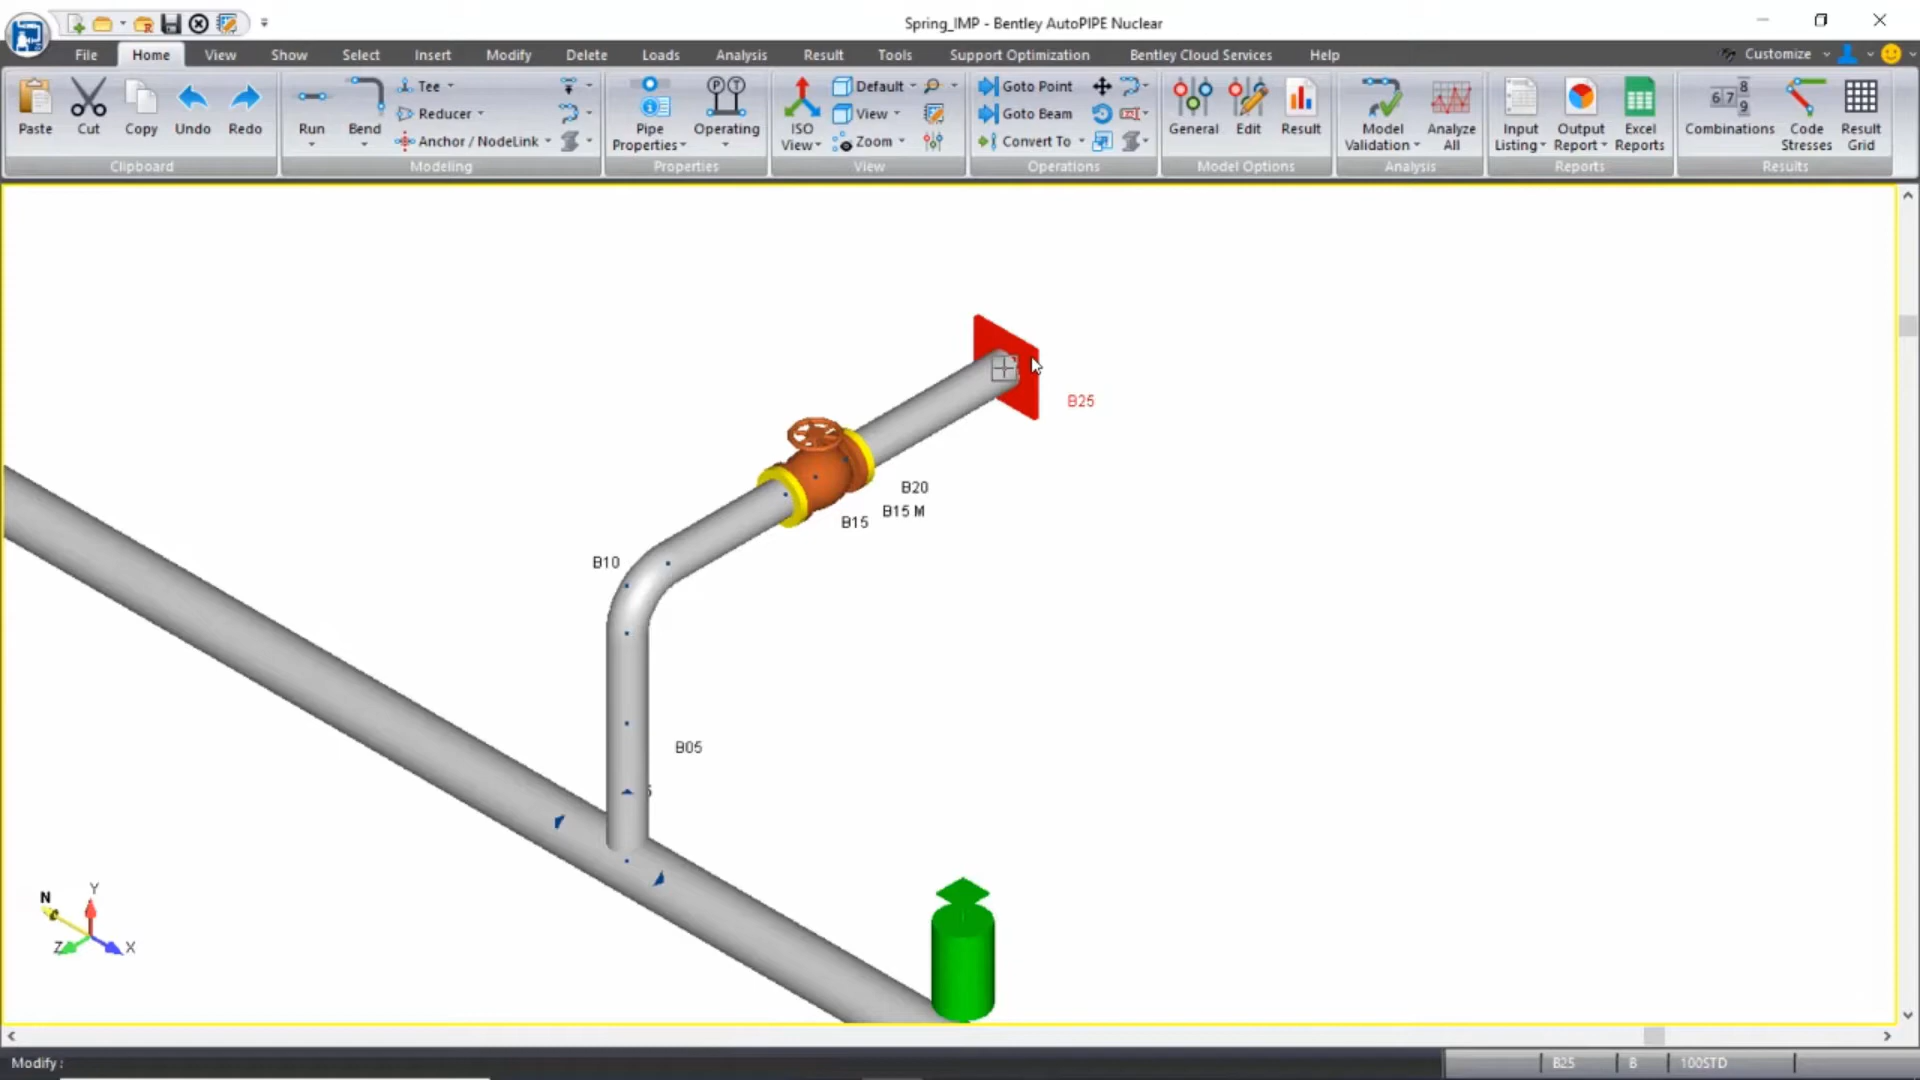 Spring_IMP - Bentley AutoPIPE Nuclear
File Home View Show Select Insert Modify Delete Loads Analysis Result Tools Support Optimization Bentley Cloud Services Help Customize
Paste Cut Copy Undo Redo
Clipboard
Run Bend Tee Reducer Anchor / NodeLink
Modeling
Pipe Properties Operating
Properties
ISO View Default View Zoom
View
Goto Point Goto Beam Convert To
Operations
General Edit Result
Model Options
Model Validation Analyze All
Analysis
Input Listing Output Report Excel Reports
Reports
Combinations Code Stresses Result Grid
Results
B25
B20
B15 M
B15
B10
B05
N
Y
Z
X
Modify :
B25 B 100STD